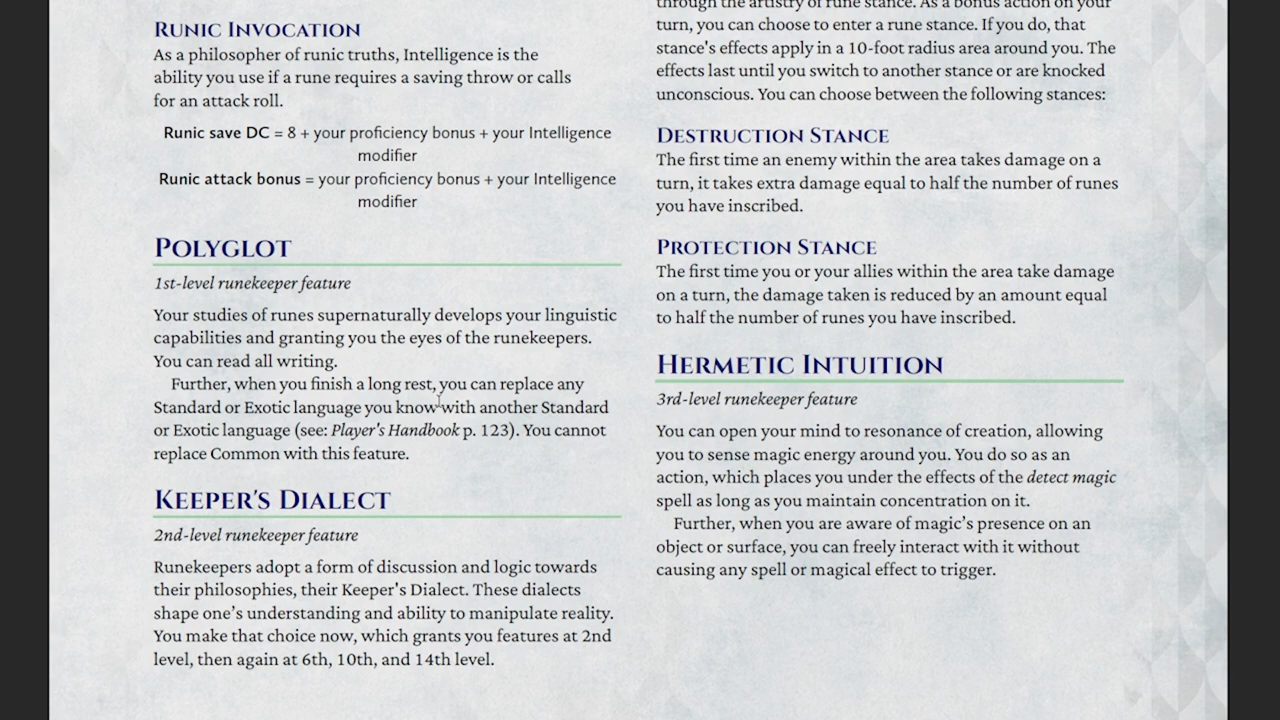 RUNIC INVOCATION
As a philosopher of runic truths, Intelligence is the
ability you use if a rune requires a saving throw or calls
for an attack roll.
Runic save DC = 8 + your proficiency bonus + your Intelligence
modifier
Runic attack bonus = your proficiency bonus + your Intelligence
modifier
POLYGLOT
1st-level runekeeper feature
Your studies of runes supernaturally develops your linguistic
capabilities and granting you the eyes of the runekeepers.
You can read all writing.
Further, when you finish a long rest, you can replace any
Standard or Exotic language you know with another Standard
or Exotic language (see: Player's Handbook p. 123). You cannot
replace Common with this feature.
KEEPER'S DIALECT
2nd-level runekeeper feature
Runekeepers adopt a form of discussion and logic towards
their philosophies, their Keeper's Dialect. These dialects
shape one's understanding and ability to manipulate reality.
You make that choice now, which grants you features at 2nd
level, then again at 6th, 10th, and 14th level.
through the artistry of rune stance. As a bonus action on your
turn, you can choose to enter a rune stance. If you do, that
stance's effects apply in a 10-foot radius area around you. The
effects last until you switch to another stance or are knocked
unconscious. You can choose between the following stances:
DESTRUCTION STANCE
The first time an enemy within the area takes damage on a
turn, it takes extra damage equal to half the number of runes
you have inscribed.
PROTECTION STANCE
The first time you or your allies within the area take damage
on a turn, the damage taken is reduced by an amount equal
to half the number of runes you have inscribed.
HERMETIC INTUITION
3rd-level runekeeper feature
You can open your mind to resonance of creation, allowing
you to sense magic energy around you. You do so as an
action, which places you under the effects of the detect magic
spell as long as you maintain concentration on it.
Further, when you are aware of magic's presence on an
object or surface, you can freely interact with it without
causing any spell or magical effect to trigger.